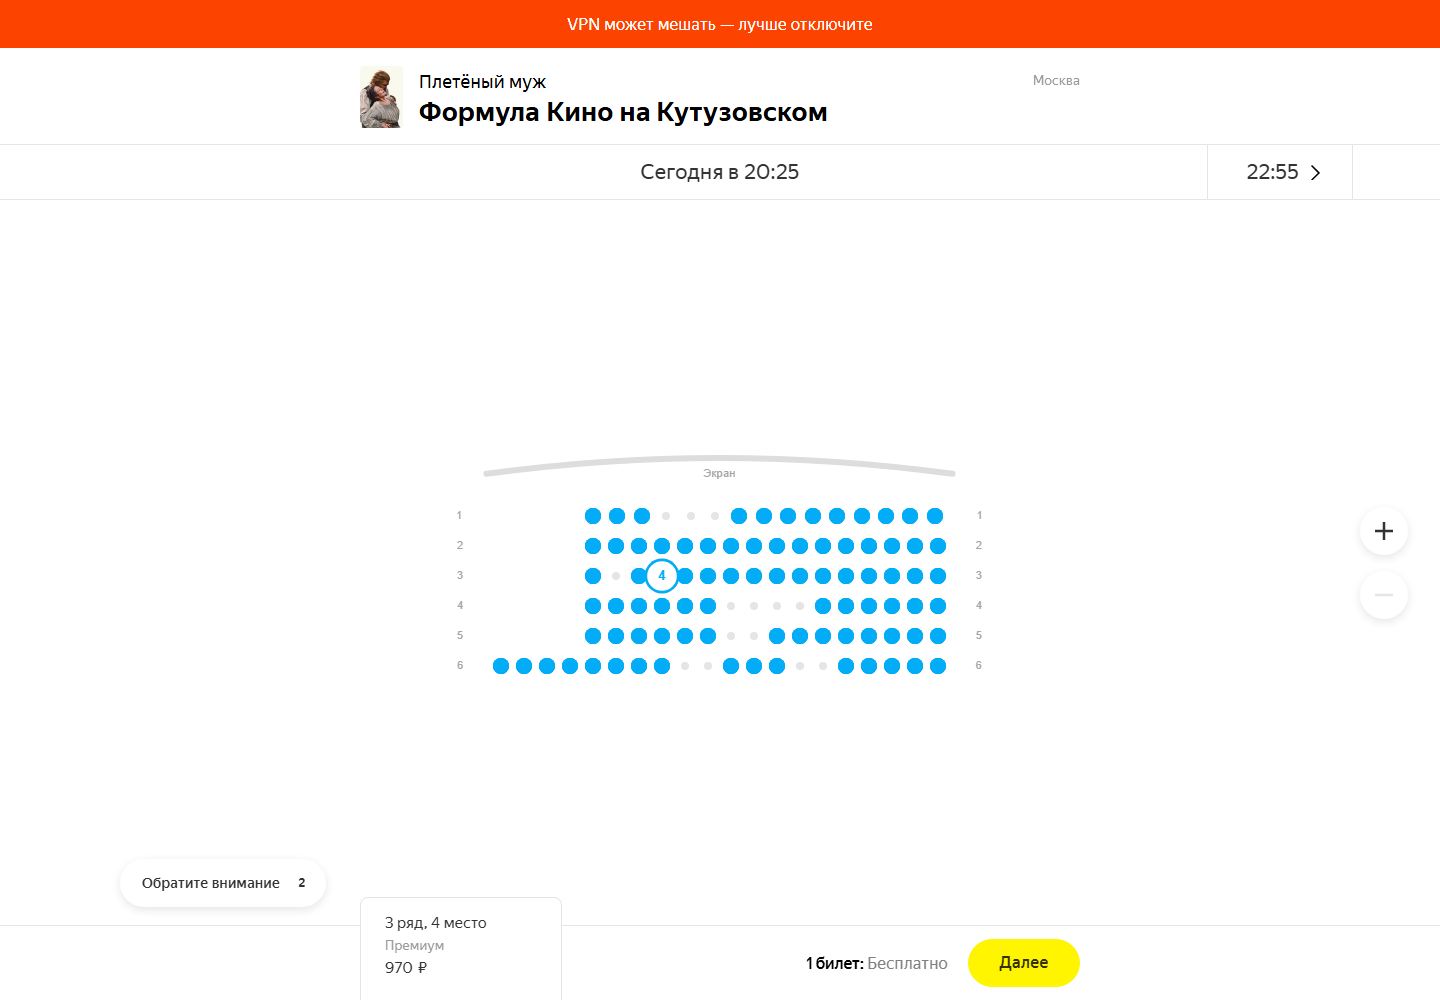 VPN может мешать — лучше отключите
Плетёный муж
Москва
Формула Кино на Кутузовском
Сегодня в 20:25
22:55
Экран
1 1
2 2
3 4 3
4 4
5 5
6 6
Обратите внимание 2
3 ряд, 4 место
Премиум
970 ₽
1 билет: Бесплатно
Далее